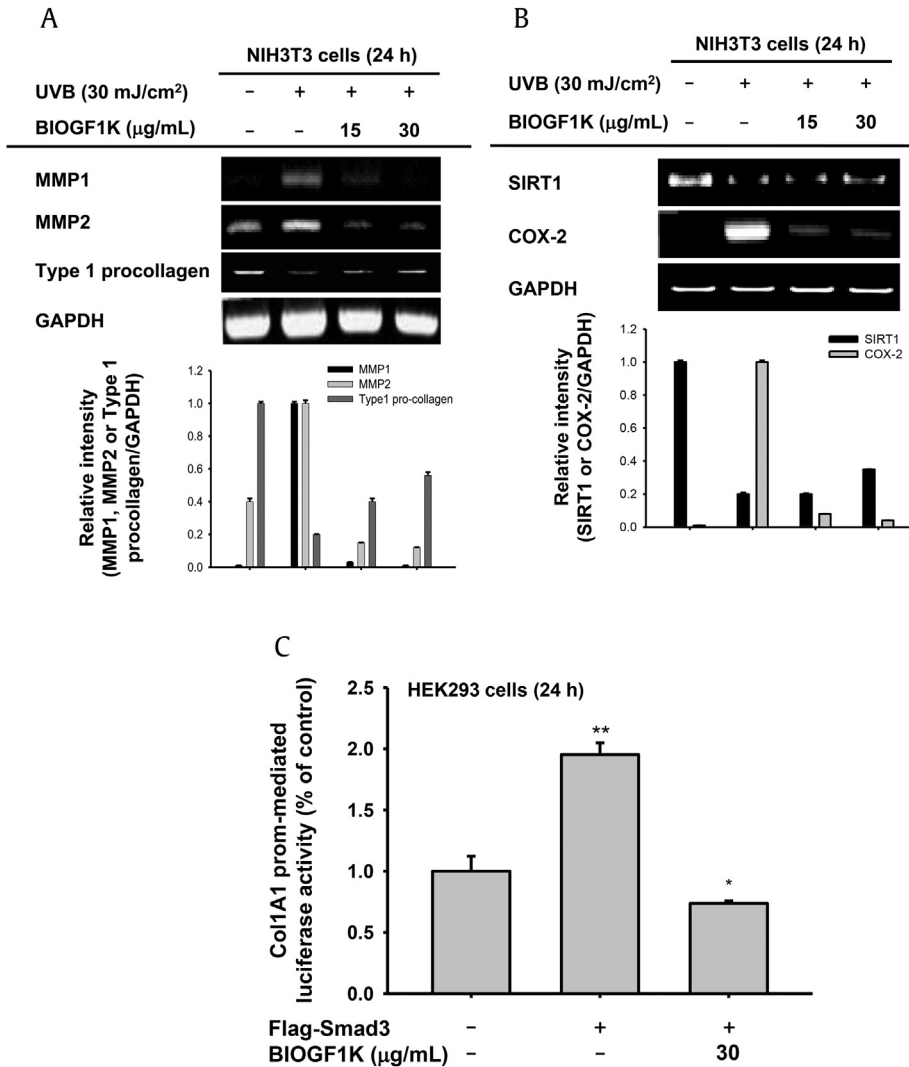 A
NIH3T3 cells (24 h)
UVB (30 mJ/cm²) – + + +
BIOGF1K (μg/mL) – – 15 30
MMP1
MMP2
Type 1 procollagen
GAPDH
Relative intensity
(MMP1, MMP2 or Type 1
procollagen/GAPDH)
1.2
1.0
0.8
0.6
0.4
0.2
0.0
MMP1
MMP2
Type1 pro-collagen
B
NIH3T3 cells (24 h)
UVB (30 mJ/cm²) – + + +
BIOGF1K (μg/mL) – – 15 30
SIRT1
COX-2
GAPDH
Relative intensity
(SIRT1 or COX-2/GAPDH)
1.2
1.0
0.8
0.6
0.4
0.2
0.0
SIRT1
COX-2
C
HEK293 cells (24 h)
Col1A1 prom-mediated
luciferase activity (% of control)
2.5
2.0
1.5
1.0
0.5
0.0
**
*
Flag-Smad3 – + +
BIOGF1K (μg/mL) – – 30